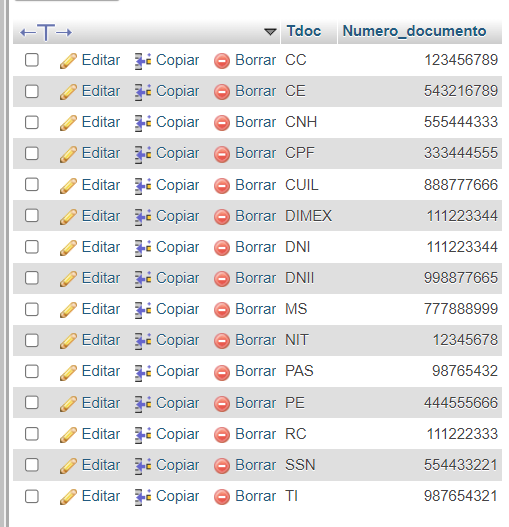 Tdoc Numero_documento
Editar Copiar Borrar CC 123456789
Editar Copiar Borrar CE 543216789
Editar Copiar Borrar CNH 555444333
Editar Copiar Borrar CPF 333444555
Editar Copiar Borrar CUIL 888777666
Editar Copiar Borrar DIMEX 111223344
Editar Copiar Borrar DNI 111223344
Editar Copiar Borrar DNII 998877665
Editar Copiar Borrar MS 777888999
Editar Copiar Borrar NIT 12345678
Editar Copiar Borrar PAS 98765432
Editar Copiar Borrar PE 444555666
Editar Copiar Borrar RC 111222333
Editar Copiar Borrar SSN 554433221
Editar Copiar Borrar TI 987654321